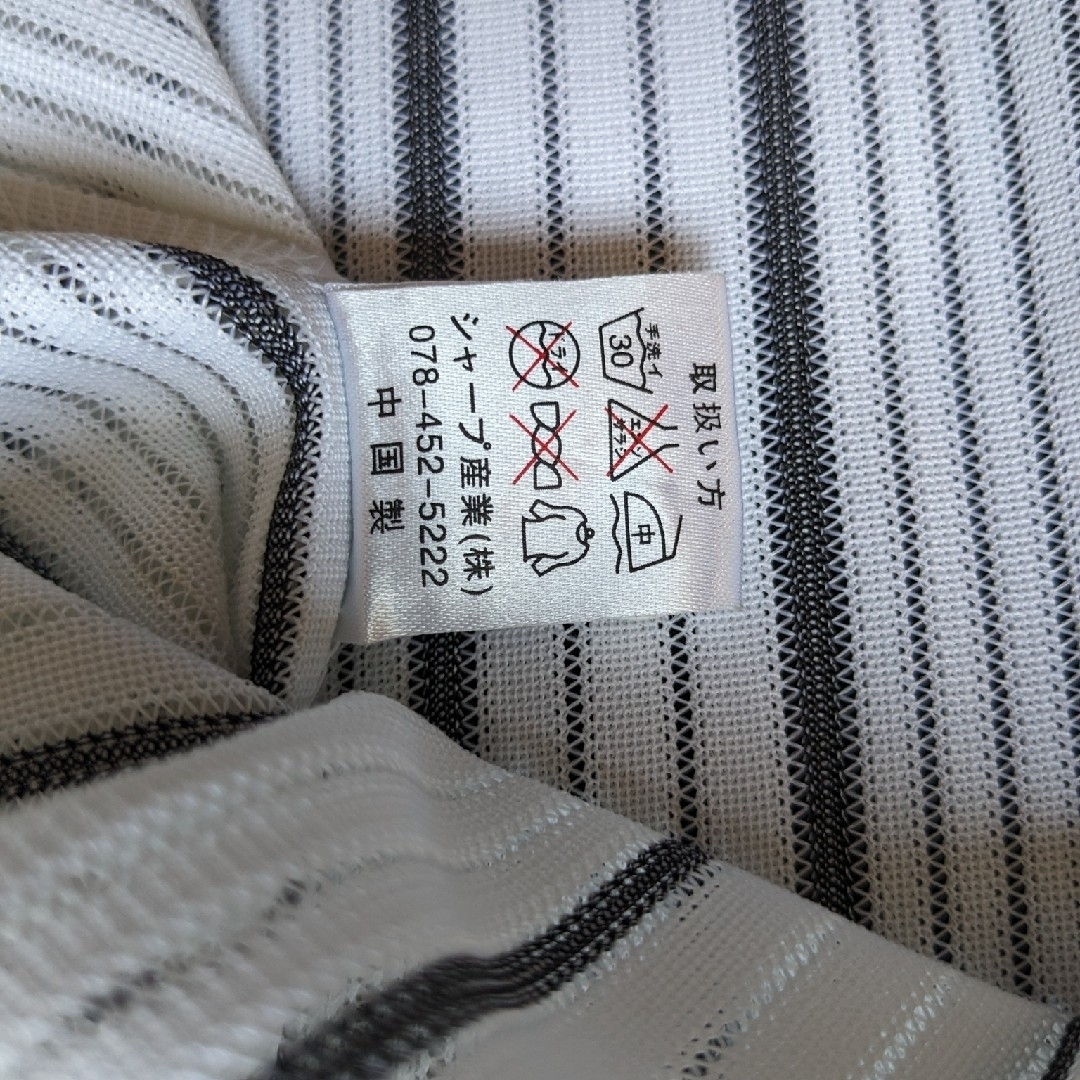 取扱い方
手洗イ
30
エンソ
サラシ
中
ドライ
シャープ産業(株)
078-452-5222
中国製